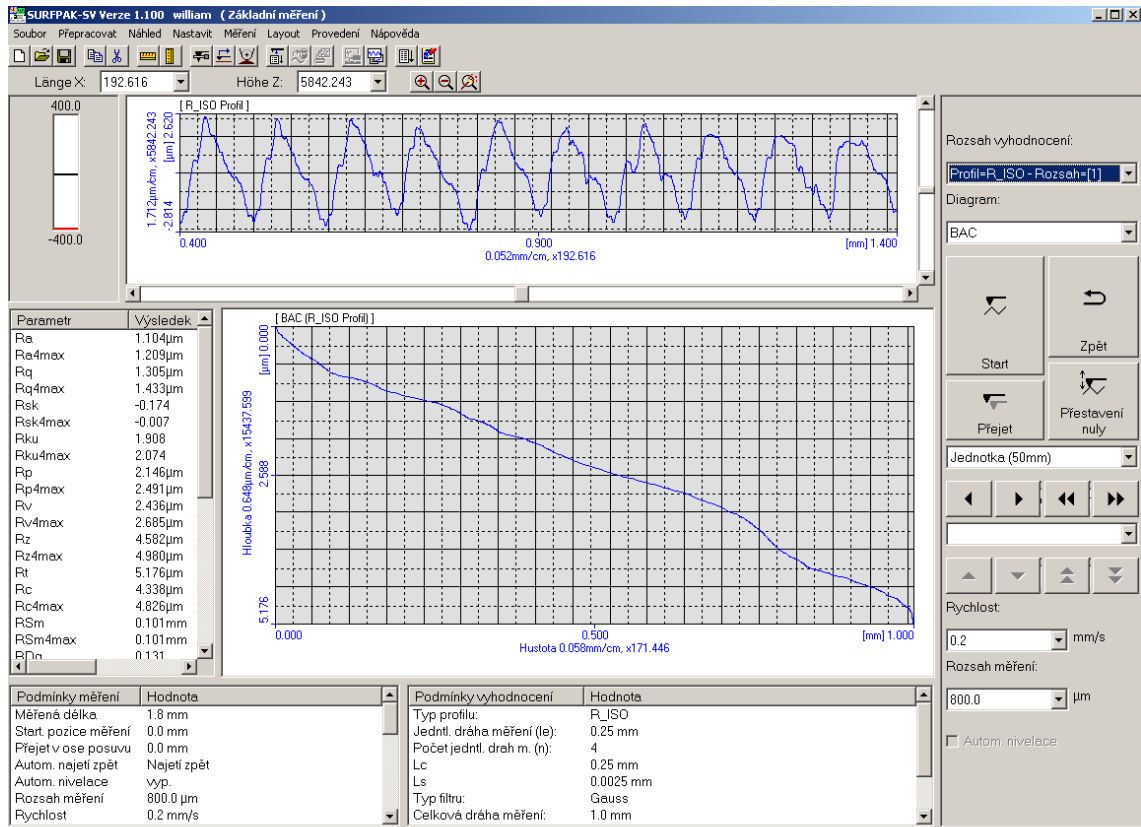 SURFPAK-SV Verze 1.100 william ( Základní měření )
Soubor Přepracovat Náhled Nastavit Měření Layout Provedení Nápověda
Länge X: 192.616 Höhe Z: 5842.243
400.0
-400.0
[ R_ISO Profil ]
1.712µm/cm, x5842.243
-2.814 [µm] 2.620
0.400 0.900 [mm] 1.400
0.052mm/cm, x192.616
Parametr Výsledek
Ra 1.104µm
Ra4max 1.209µm
Rq 1.305µm
Rq4max 1.433µm
Rsk -0.174
Rsk4max -0.007
Rku 1.908
Rku4max 2.074
Rp 2.146µm
Rp4max 2.491µm
Rv 2.436µm
Rv4max 2.685µm
Rz 4.582µm
Rz4max 4.980µm
Rt 5.176µm
Rc 4.338µm
Rc4max 4.826µm
RSm 0.101mm
RSm4max 0.101mm
RDq 0.131
[ BAC (R_ISO Profil) ]
Hloubka 0.648µm/cm, x15437.599
5.176 2.588 [µm] 0.000
0.000 0.500 [mm] 1.000
Hustota 0.058mm/cm, x171.446
Podmínky měření Hodnota
Měřená délka 1.8 mm
Start. pozice měření 0.0 mm
Přejet v ose posuvu 0.0 mm
Autom. najetí zpět Najetí zpět
Autom. nivelace vyp.
Rozsah měření 800.0 µm
Rychlost 0.2 mm/s
Podmínky vyhodnocení Hodnota
Typ profilu: R_ISO
Jedntl. dráha měření (le): 0.25 mm
Počet jedntl. drah m. (n): 4
Lc 0.25 mm
Ls 0.0025 mm
Typ filtru: Gauss
Celková dráha měření: 1.0 mm
Rozsah vyhodnocení:
Profil=R_ISO - Rozsah=[1]
Diagram:
BAC
Start
Zpět
Přejet
Přestavení
nuly
Jednotka (50mm)
Rychlost:
0.2 mm/s
Rozsah měření:
800.0 µm
Autom. nivelace